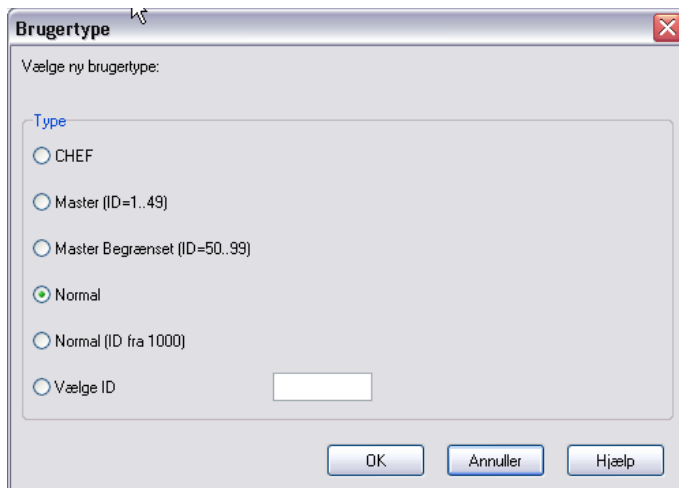 Brugertype
Vælge ny brugertype:
Type
CHEF
Master (ID=1..49)
Master Begrænset (ID=50..99)
Normal
Normal (ID fra 1000)
Vælge ID
OK Annuller Hjælp